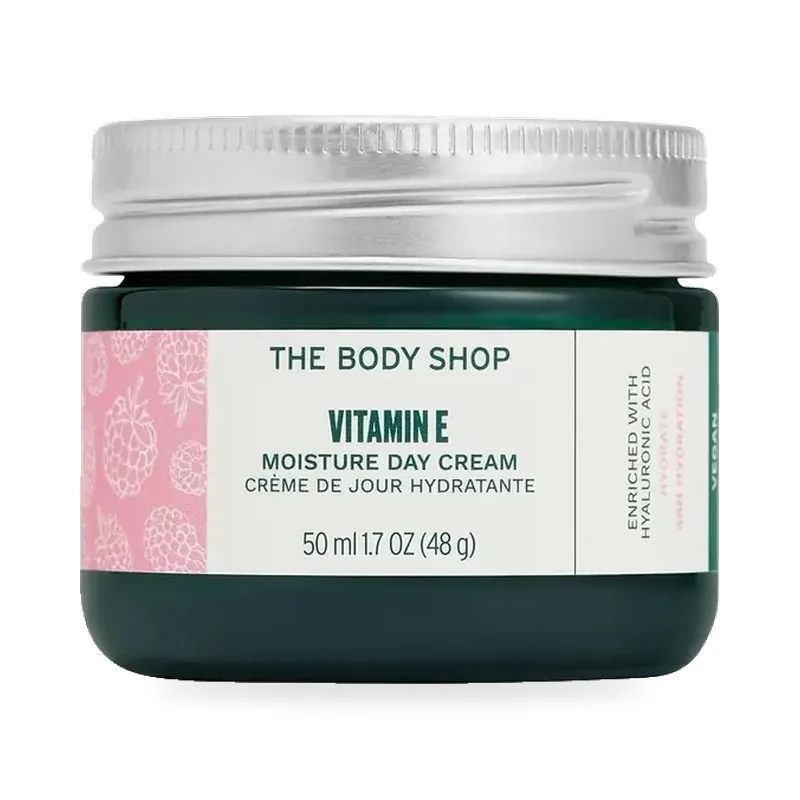 THE BODY SHOP
VITAMIN E
MOISTURE DAY CREAM
CRÈME DE JOUR HYDRATANTE
50 ml 1.7 OZ (48 g)
ENRICHED WITH
HYALURONIC ACID
HYDRATE
48H HYDRATION
VEGAN